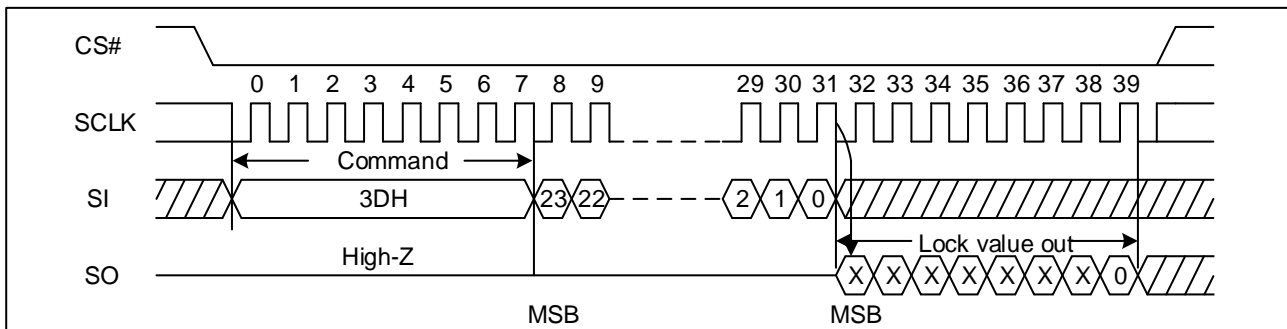 CS#
0 1 2 3 4 5 6 7 8 9 29 30 31 32 33 34 35 36 37 38 39
SCLK
Command
SI 3DH 23 22 2 1 0
High-Z Lock value out
SO X X X X X X X 0
MSB MSB